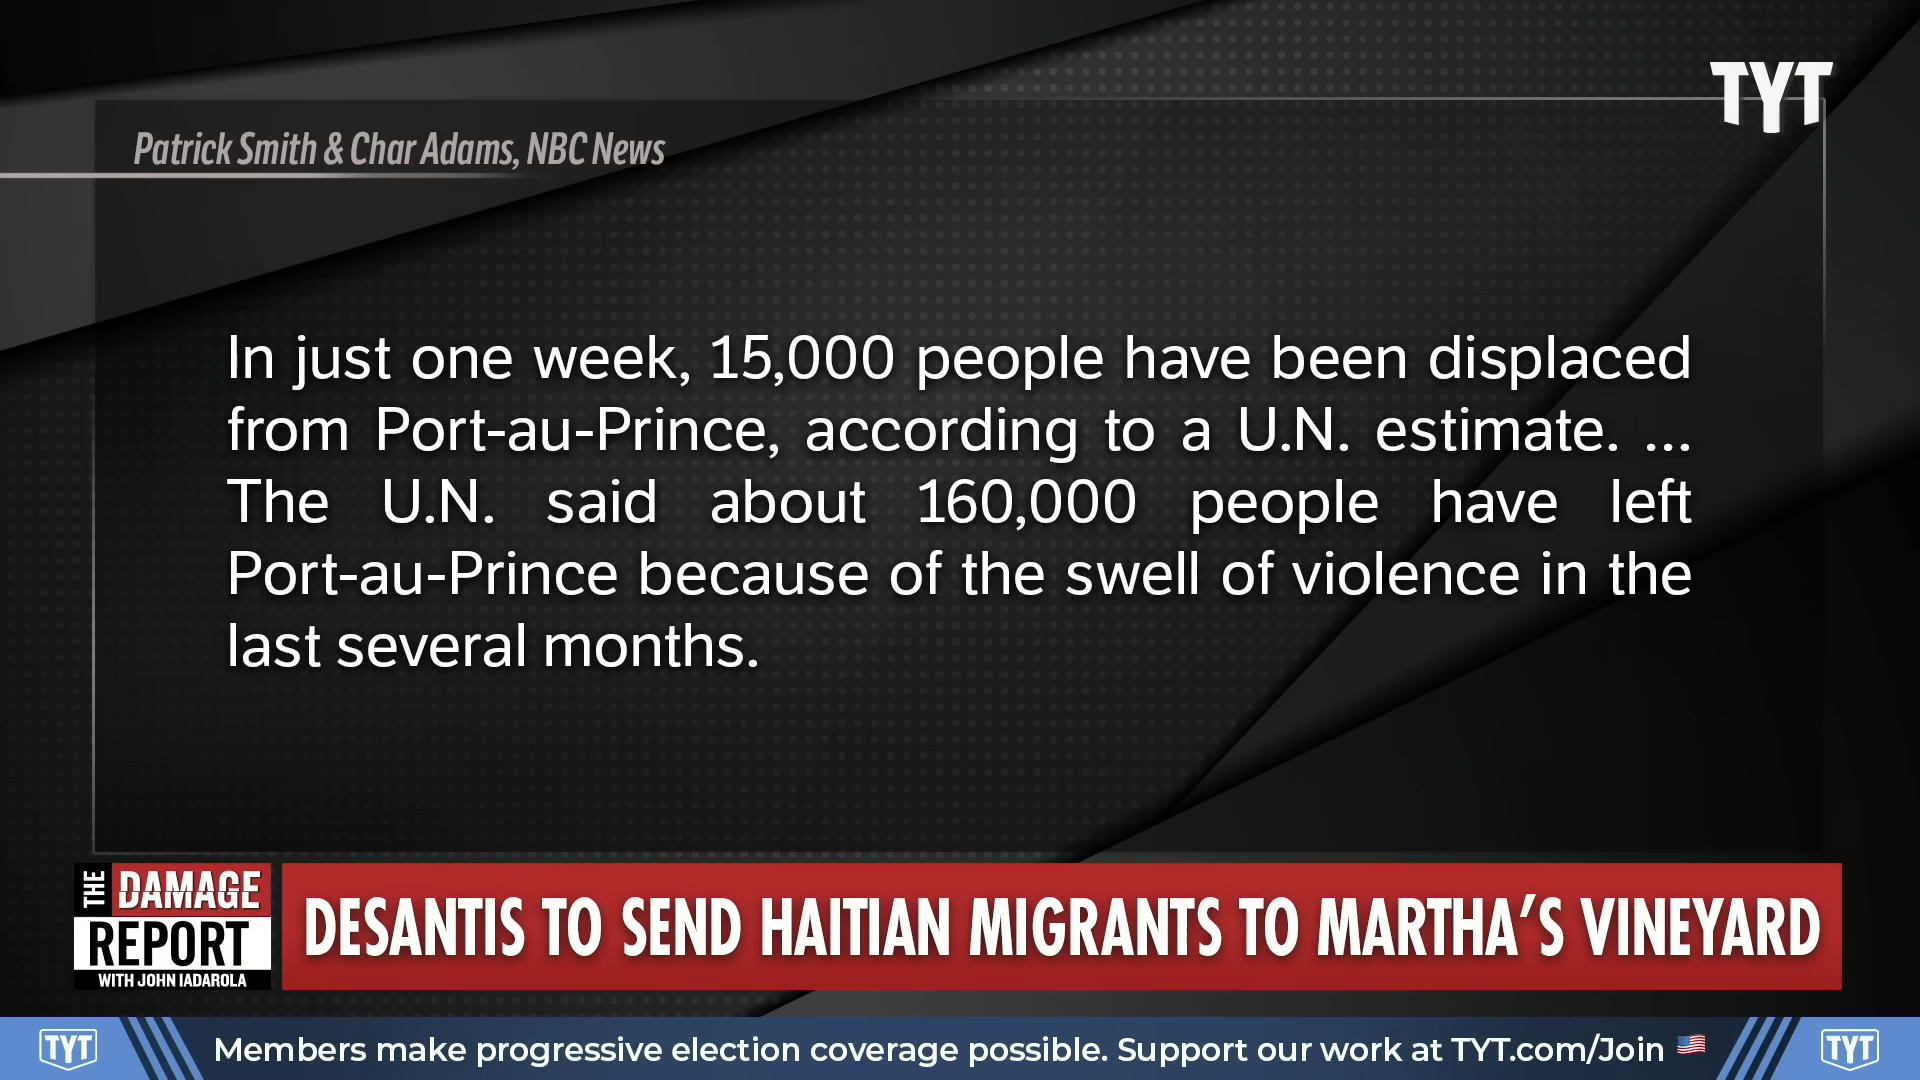 TYT
Patrick Smith & Char Adams, NBC News
In just one week, 15,000 people have been displaced
from Port-au-Prince, according to a U.N. estimate. ...
The U.N. said about 160,000 people have left
Port-au-Prince because of the swell of violence in the
last several months.
THE DAMAGE
REPORT
WITH JOHN IADAROLA
DESANTIS TO SEND HAITIAN MIGRANTS TO MARTHA'S VINEYARD
TYT Members make progressive election coverage possible. Support our work at TYT.com/Join 🇺🇸 TYT